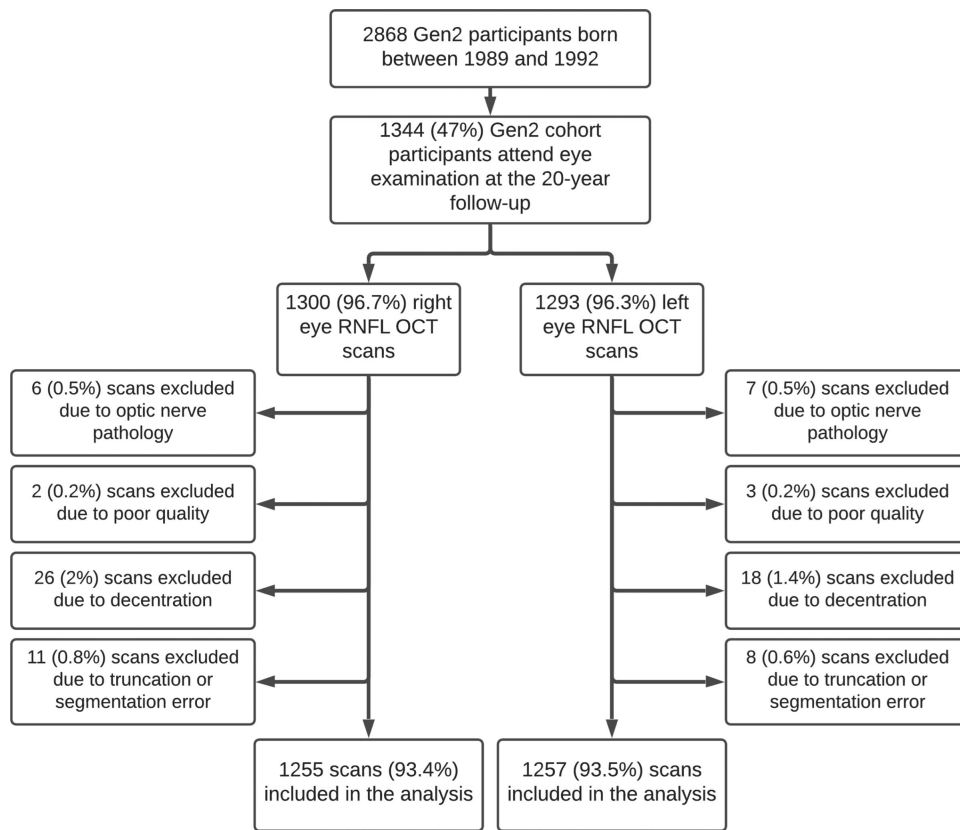 2868 Gen2 participants born
between 1989 and 1992
1344 (47%) Gen2 cohort
participants attend eye
examination at the 20-year
follow-up
1300 (96.7%) right
eye RNFL OCT
scans
1293 (96.3%) left
eye RNFL OCT
scans
6 (0.5%) scans excluded
due to optic nerve
pathology
7 (0.5%) scans excluded
due to optic nerve
pathology
2 (0.2%) scans excluded
due to poor quality
3 (0.2%) scans excluded
due to poor quality
26 (2%) scans excluded
due to decentration
18 (1.4%) scans excluded
due to decentration
11 (0.8%) scans excluded
due to truncation or
segmentation error
8 (0.6%) scans excluded
due to truncation or
segmentation error
1255 scans (93.4%)
included in the analysis
1257 (93.5%) scans
included in the analysis